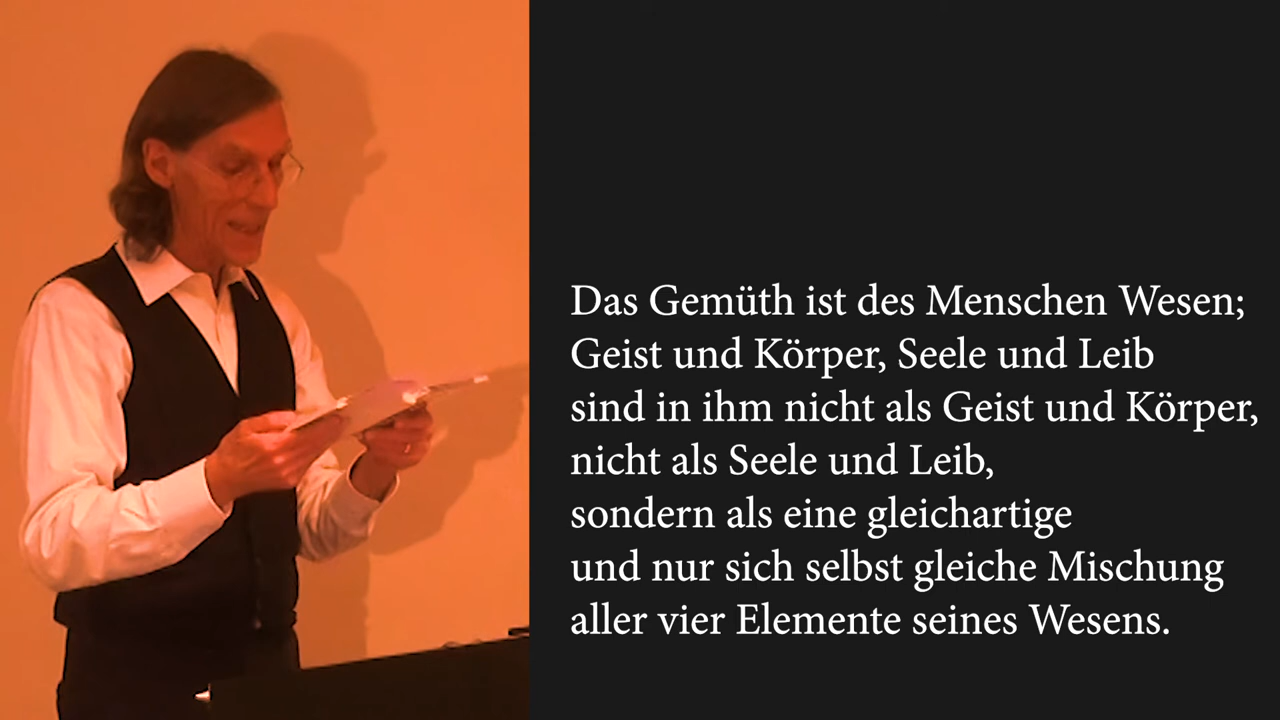 Das Gemüth ist des Menschen Wesen;
Geist und Körper, Seele und Leib
sind in ihm nicht als Geist und Körper,
nicht als Seele und Leib,
sondern als eine gleichartige
und nur sich selbst gleiche Mischung
aller vier Elemente seines Wesens.